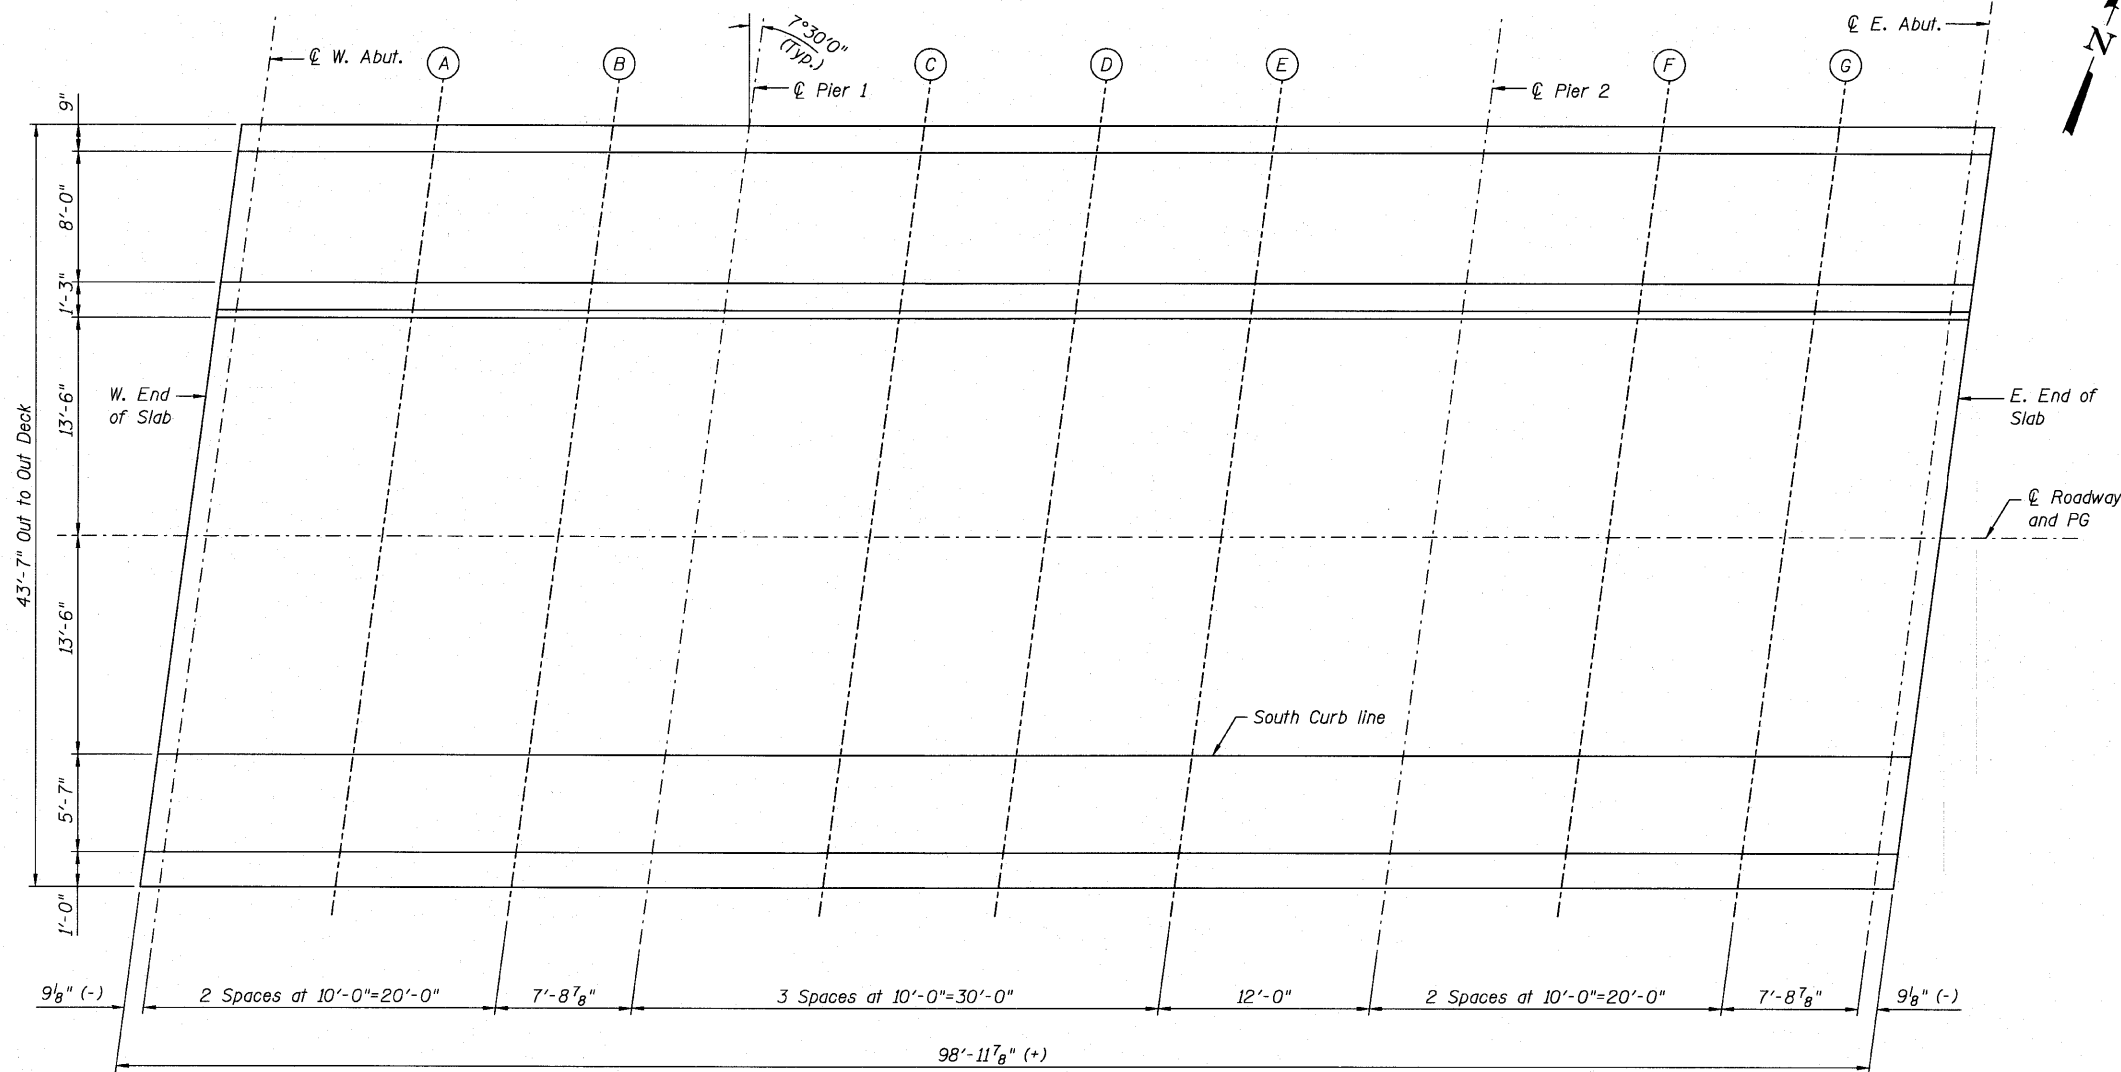 7°30'0"
(Typ.)
℄ E. Abut.
N
℄ W. Abut.
A
B
℄ Pier 1
C
D
E
℄ Pier 2
F
G
9"
8'-0"
1'-3"
13'-6"
43'-7" Out to Out Deck
W. End
of Slab
E. End of
Slab
℄ Roadway
and PG
13'-6"
South Curb line
5'-7"
1'-0"
9⅛" (-)
2 Spaces at 10'-0"=20'-0"
7'-8⅞"
3 Spaces at 10'-0"=30'-0"
12'-0"
2 Spaces at 10'-0"=20'-0"
7'-8⅞"
9⅛" (-)
98'-11⅞" (+)